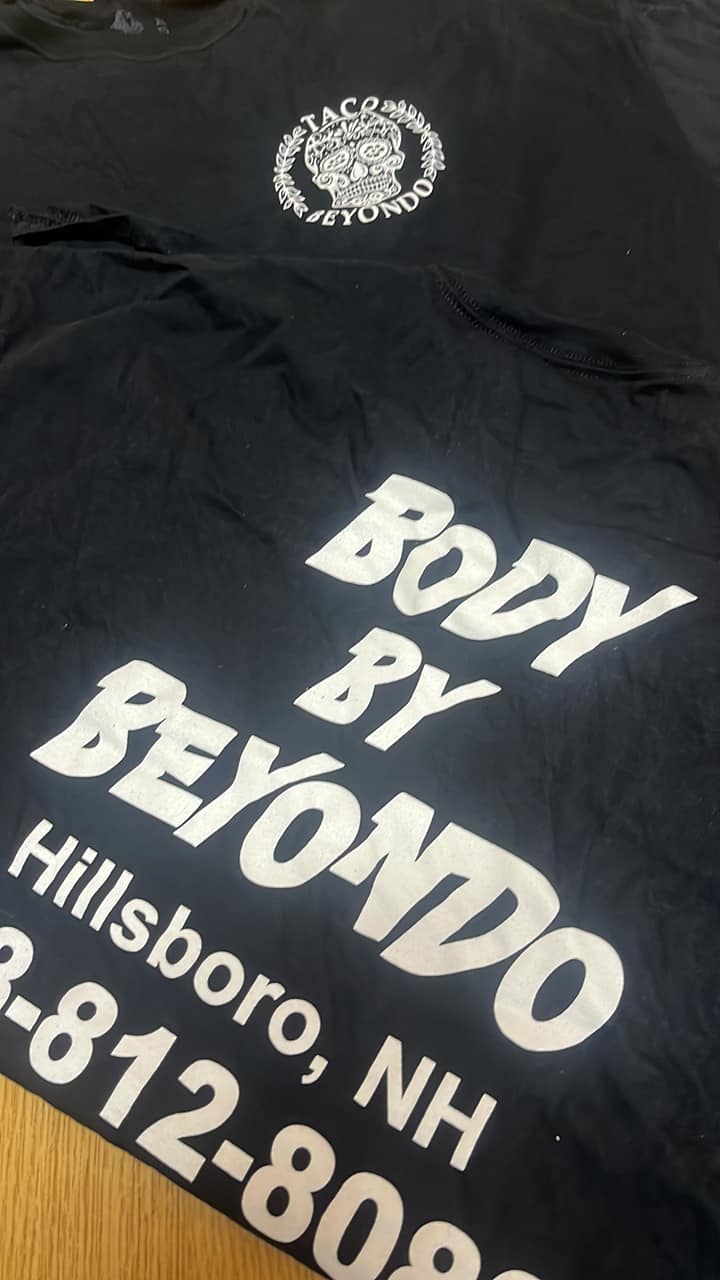 TACO
BEYONDO
BODY
BY
BEYONDO
Hillsboro, NH
-812-808